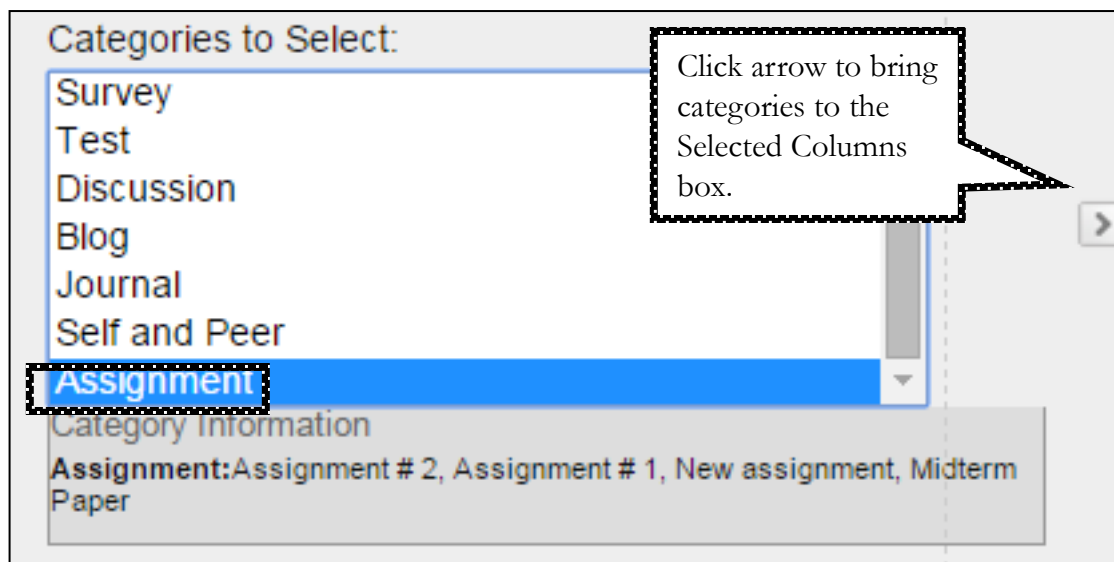 Categories to Select:
Survey
Test
Discussion
Blog
Journal
Self and Peer
Assignment
Click arrow to bring
categories to the
Selected Columns
box.
Category Information
Assignment:Assignment # 2, Assignment # 1, New assignment, Midterm
Paper